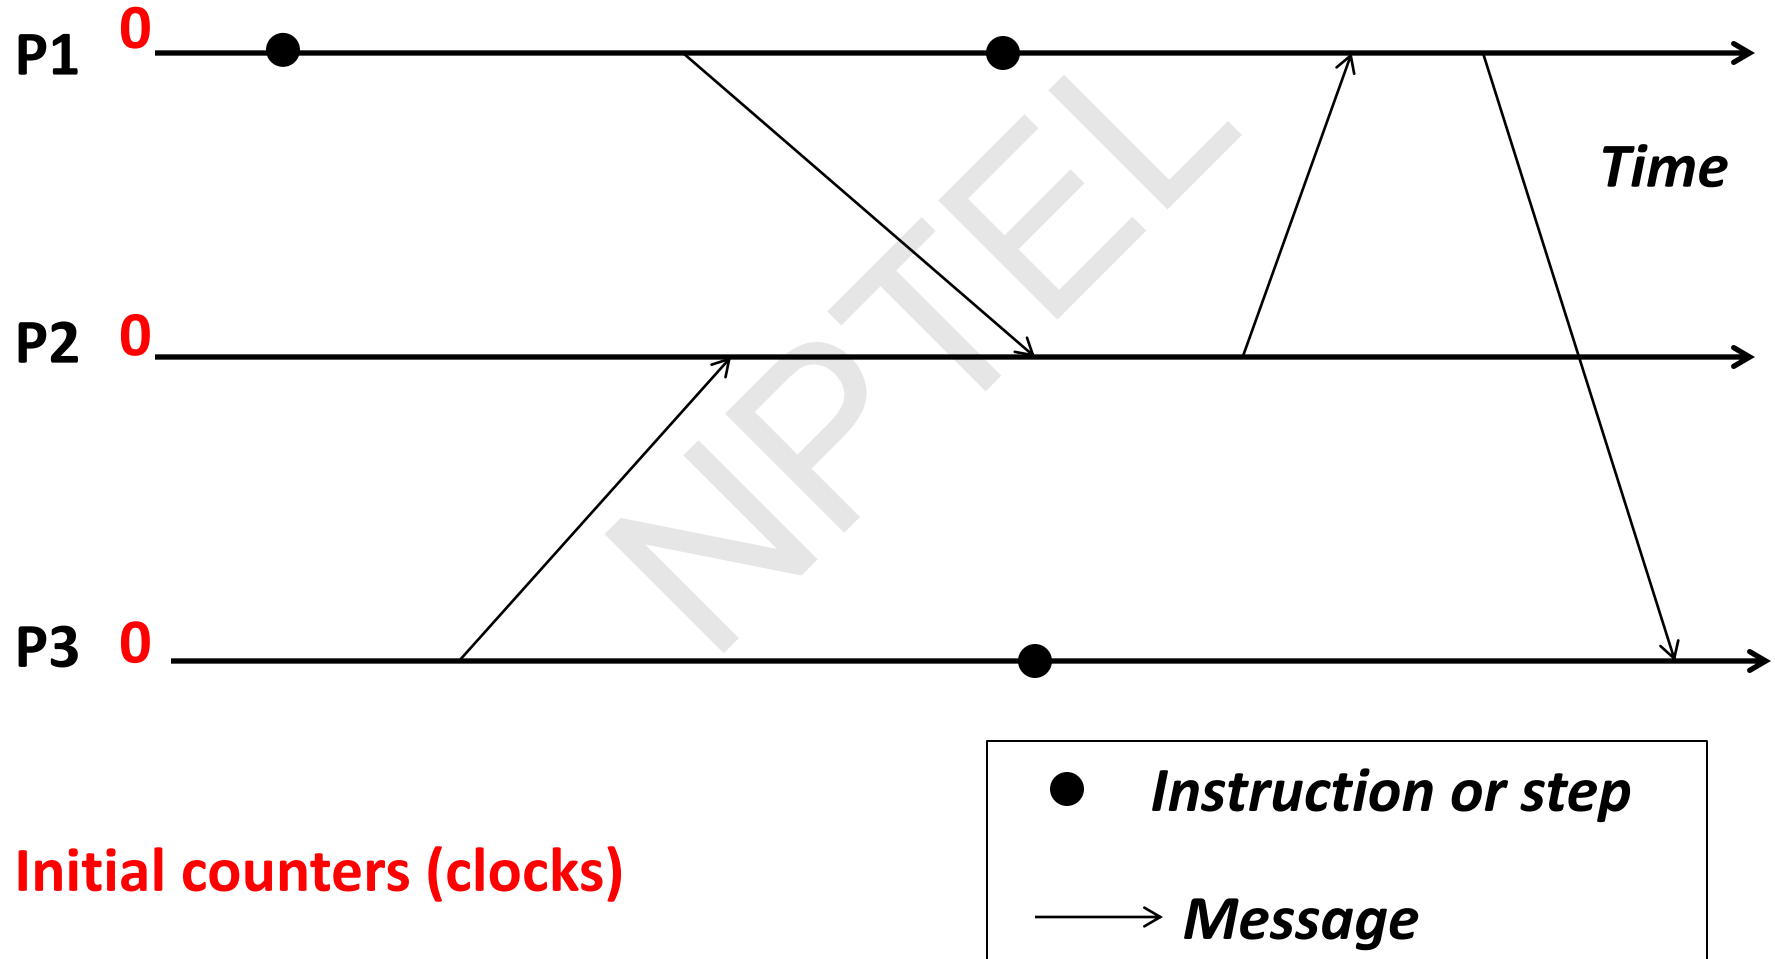 0
P1
Time
0
P2
NPTEL
0
P3
Instruction or step
Initial counters (clocks)
Message